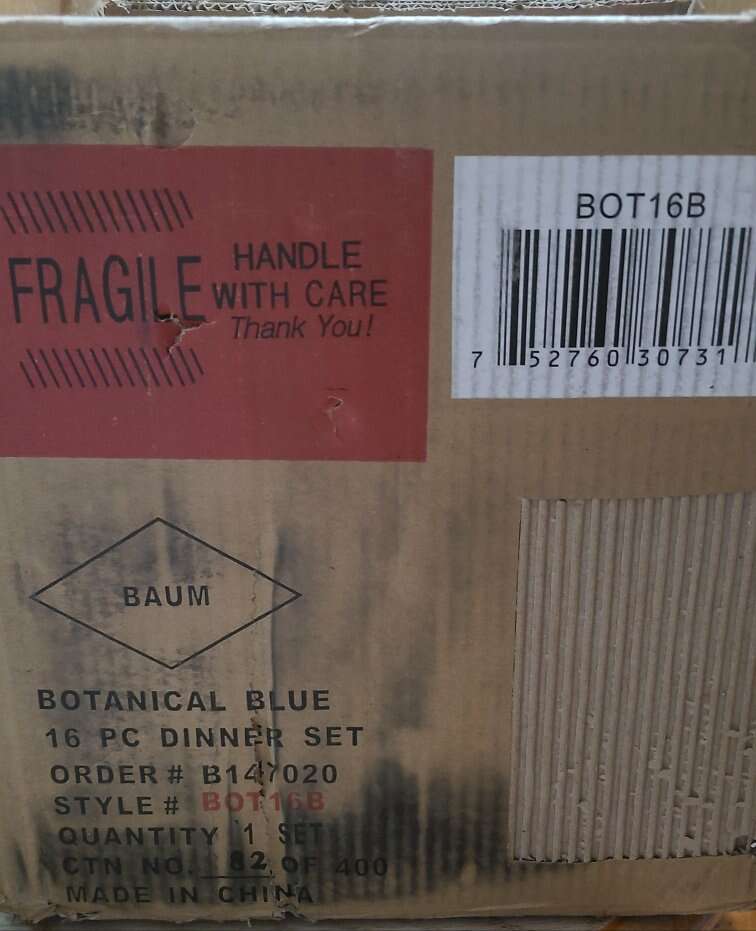 FRAGILE
HANDLE
WITH CARE
Thank You!
BOT16B
7 52760 30731
BAUM
BOTANICAL BLUE
16 PC DINNER SET
ORDER # B147020
STYLE # BOT16B
QUANTITY 1 SET
CTN NO. 82 OF 400
MADE IN CHINA